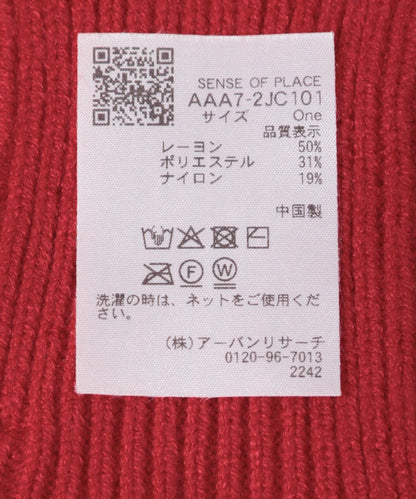 SENSE OF PLACE
AAA7-2JC101
サイズ One
品質表示
レーヨン 50%
ポリエステル 31%
ナイロン 19%
中国製
F W
洗濯の時は、ネットをご使用くだ
さい。
(株)アーバンリサーチ
0120-96-7013
2242